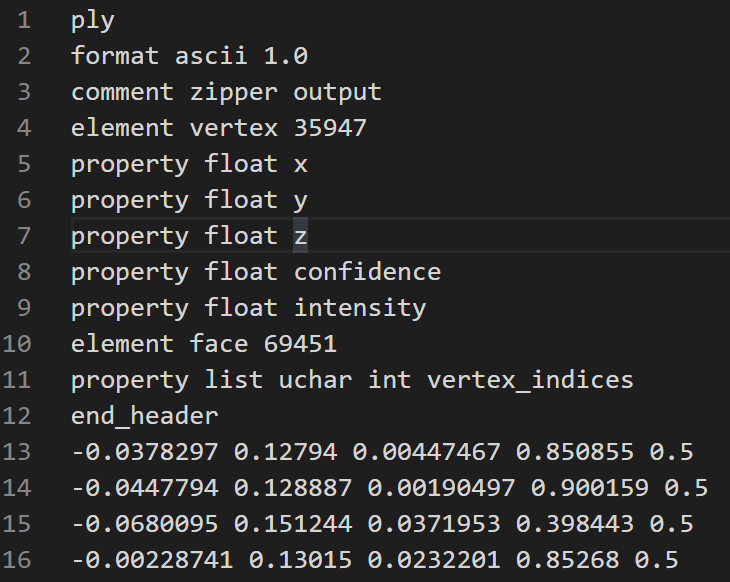 1 ply
2 format ascii 1.0
3 comment zipper output
4 element vertex 35947
5 property float x
6 property float y
7 property float z
8 property float confidence
9 property float intensity
10 element face 69451
11 property list uchar int vertex_indices
12 end_header
13 -0.0378297 0.12794 0.00447467 0.850855 0.5
14 -0.0447794 0.128887 0.00190497 0.900159 0.5
15 -0.0680095 0.151244 0.0371953 0.398443 0.5
16 -0.00228741 0.13015 0.0232201 0.85268 0.5